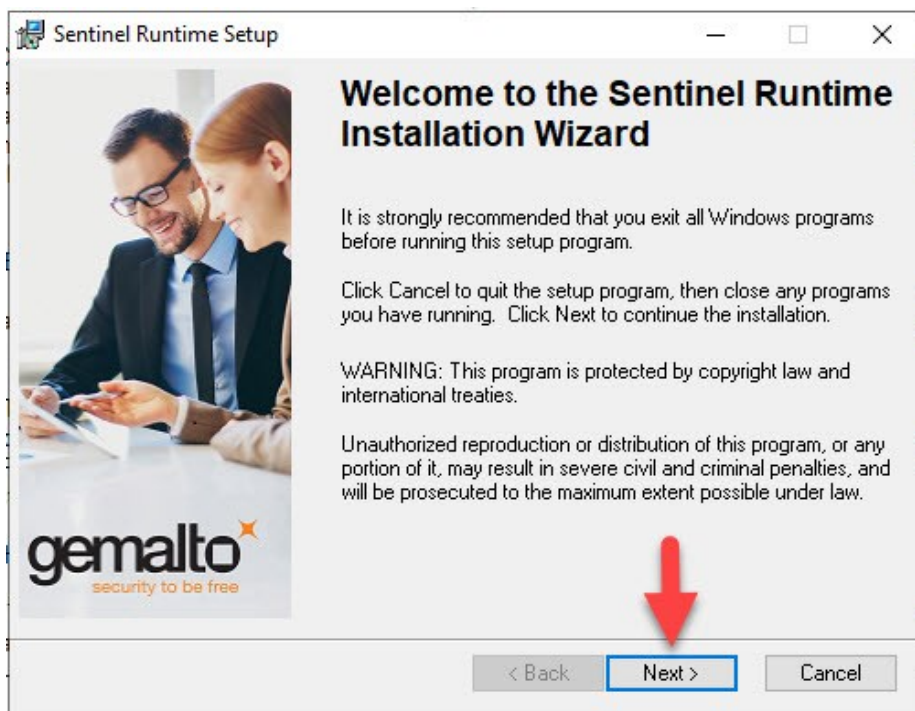 Sentinel Runtime Setup
Welcome to the Sentinel Runtime
Installation Wizard
It is strongly recommended that you exit all Windows programs
before running this setup program.
Click Cancel to quit the setup program, then close any programs
you have running.  Click Next to continue the installation.
WARNING: This program is protected by copyright law and
international treaties.
Unauthorized reproduction or distribution of this program, or any
portion of it, may result in severe civil and criminal penalties, and
will be prosecuted to the maximum extent possible under law.
gemalto
security to be free
< Back
Next >
Cancel